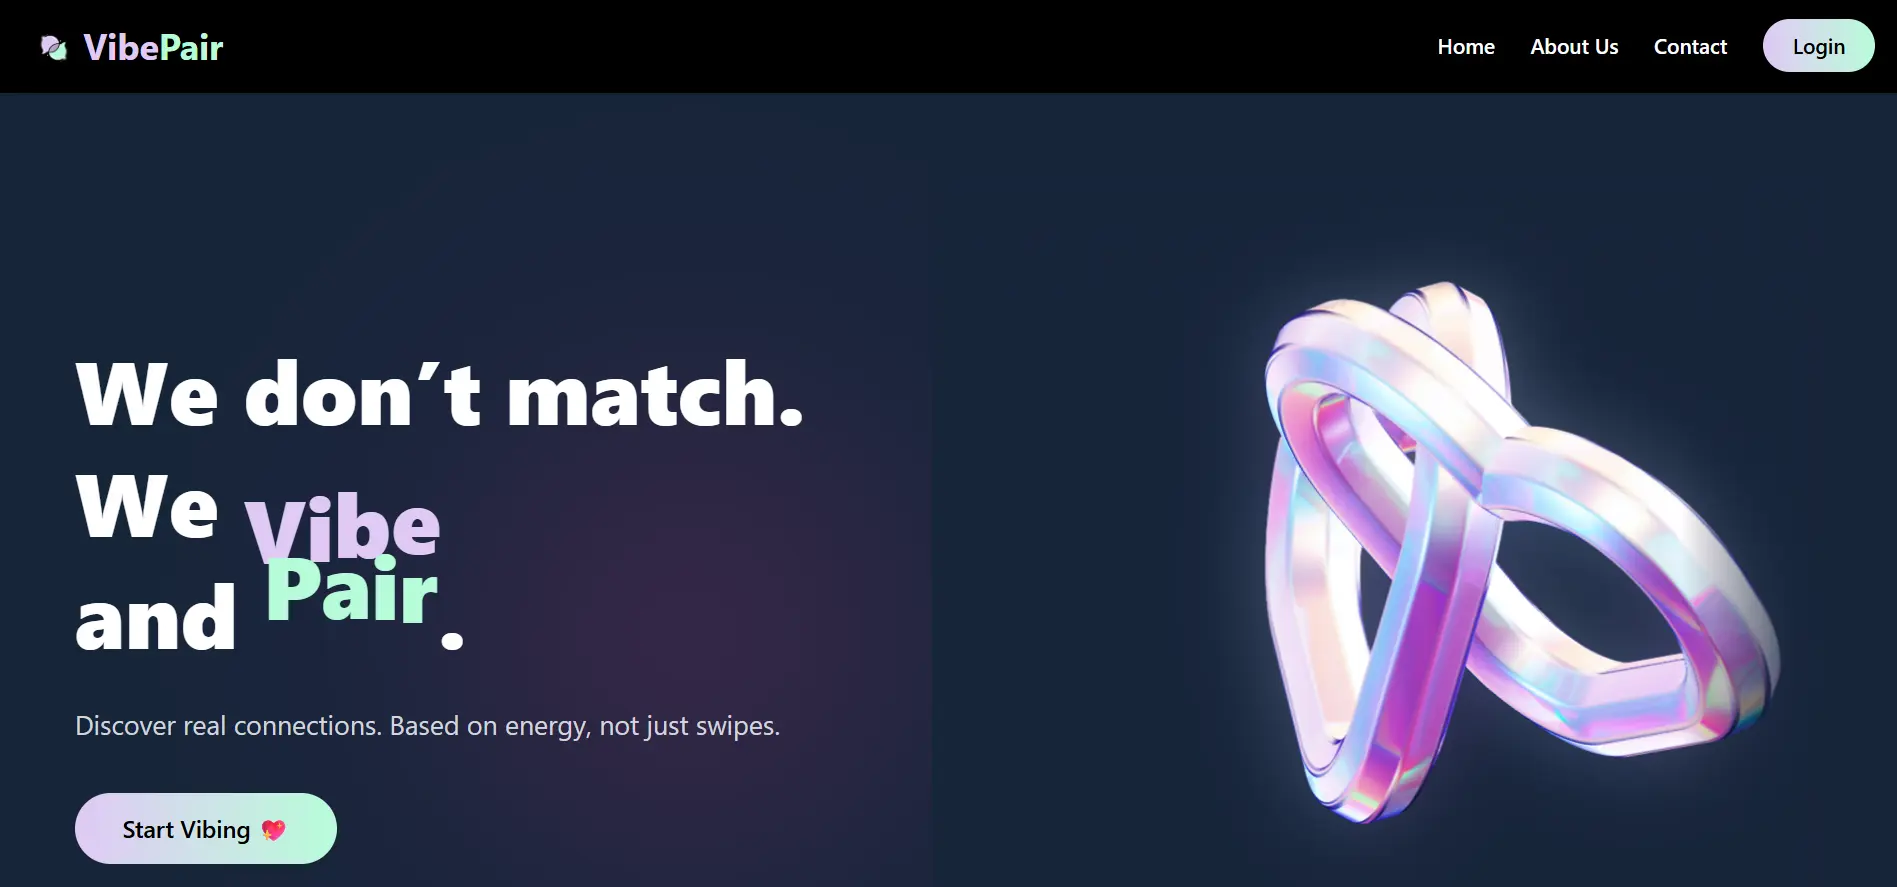 VibePair
Home About Us Contact Login
We don’t match.
We Vibe
and Pair.
Discover real connections. Based on energy, not just swipes.
Start Vibing 💖